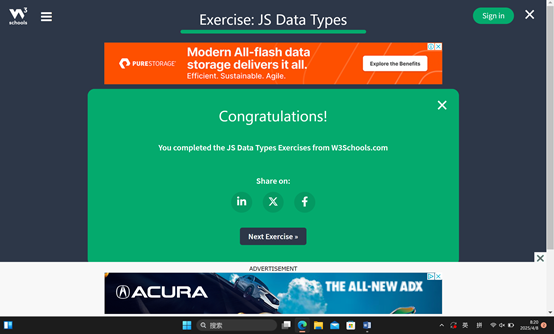 W3
schools
Exercise: JS Data Types
Sign in
PURESTORAGE
Modern All-flash data
storage delivers it all.
Efficient. Sustainable. Agile.
Explore the Benefits
Congratulations!
You completed the JS Data Types Exercises from W3Schools.com
Share on:
Next Exercise »
ADVERTISEMENT
ACURA
THE ALL-NEW ADX
搜索
英
拼
8:20
2025/4/8